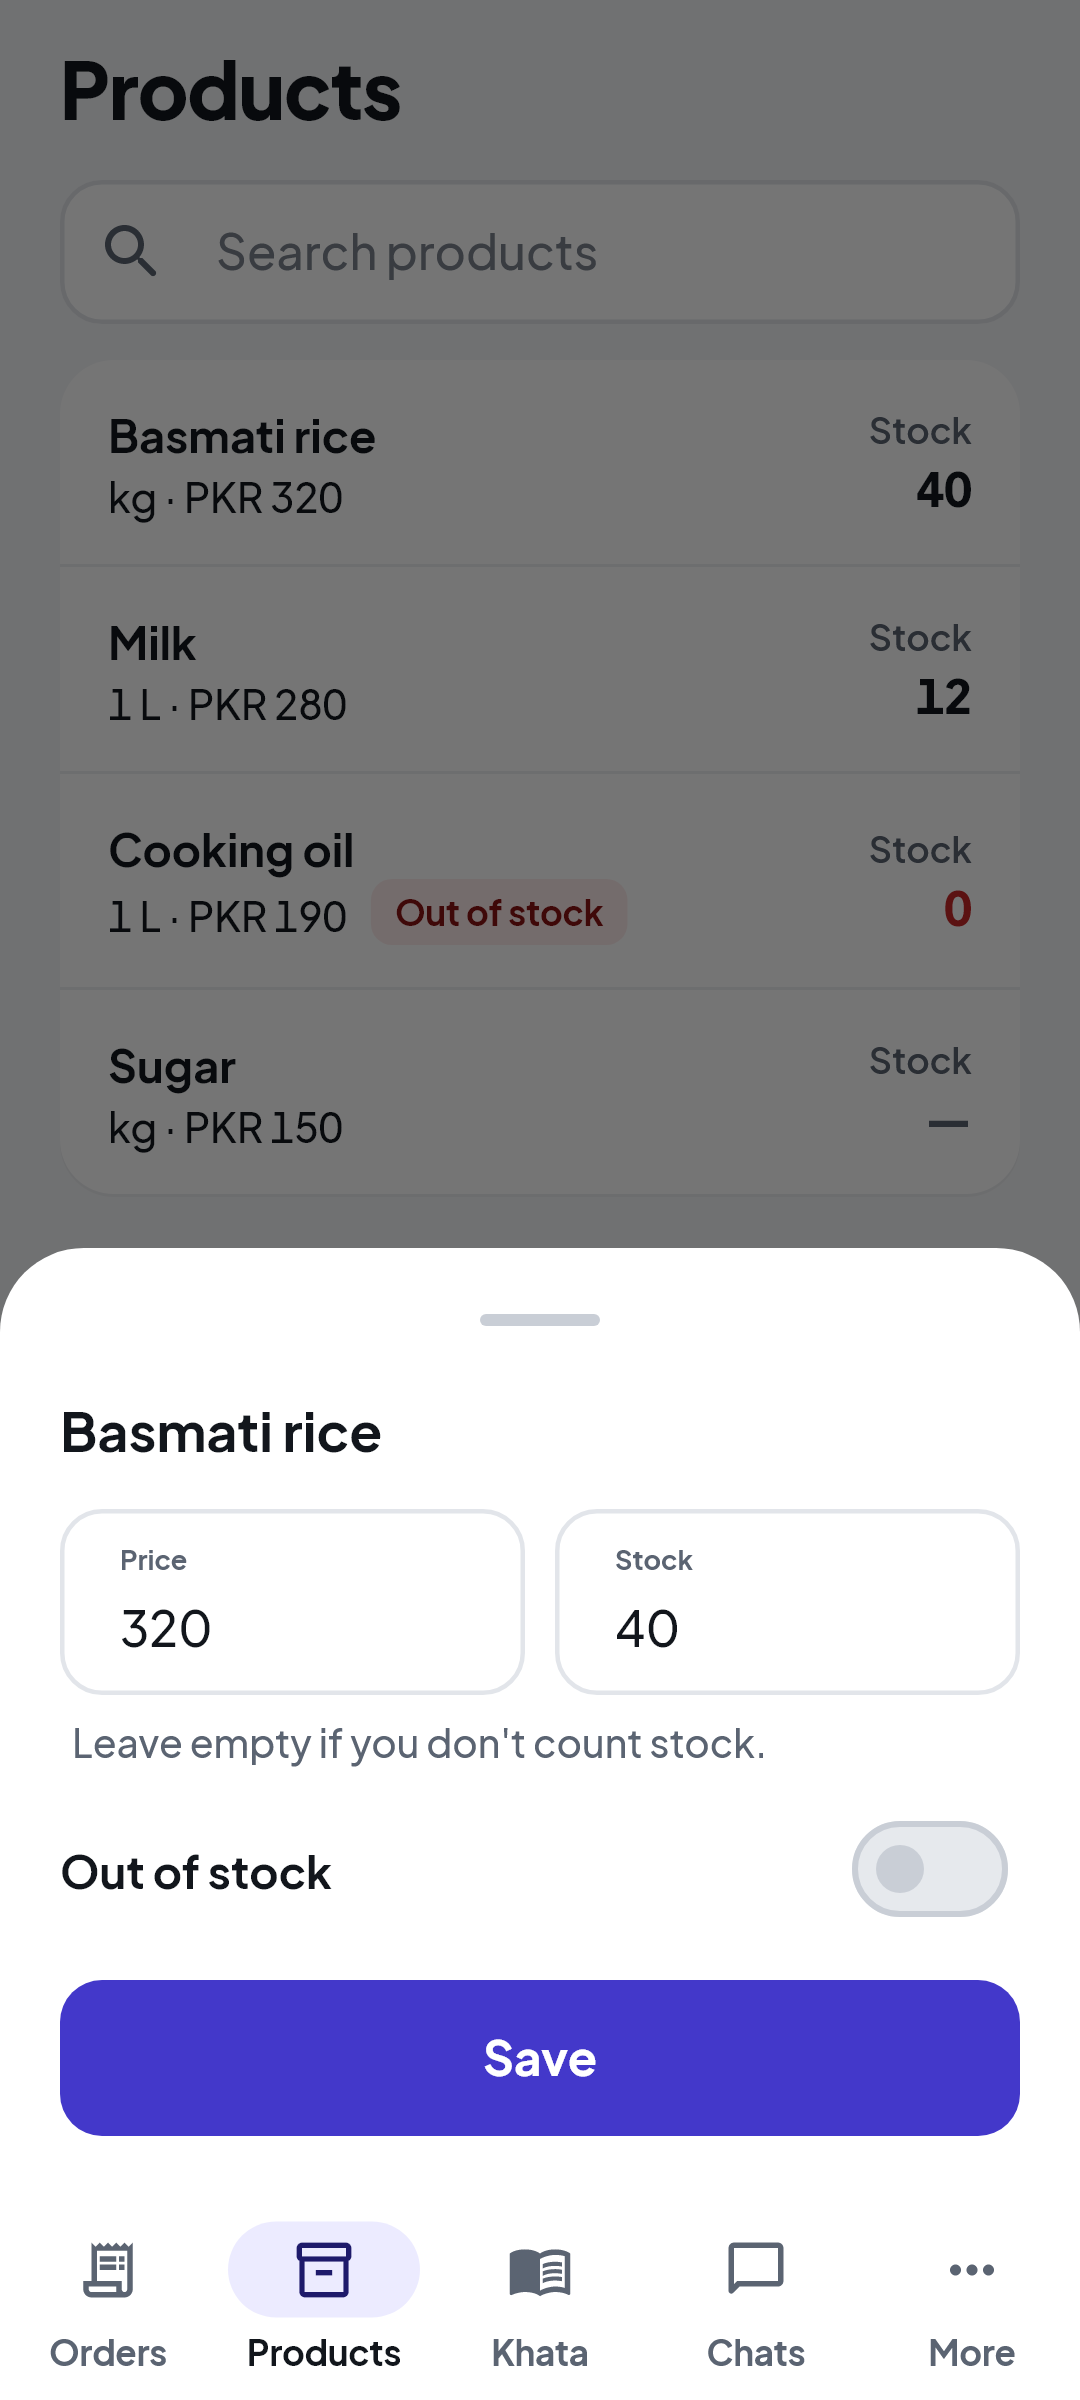 Products
Search products
Basmati rice
kg · PKR 320
Stock
40
Milk
1 L · PKR 280
Stock
12
Cooking oil
1 L · PKR 190
Out of stock
Stock
0
Sugar
kg · PKR 150
Stock
—
Basmati rice
Price
320
Stock
40
Leave empty if you don't count stock.
Out of stock
Save
Orders
Products
Khata
Chats
More